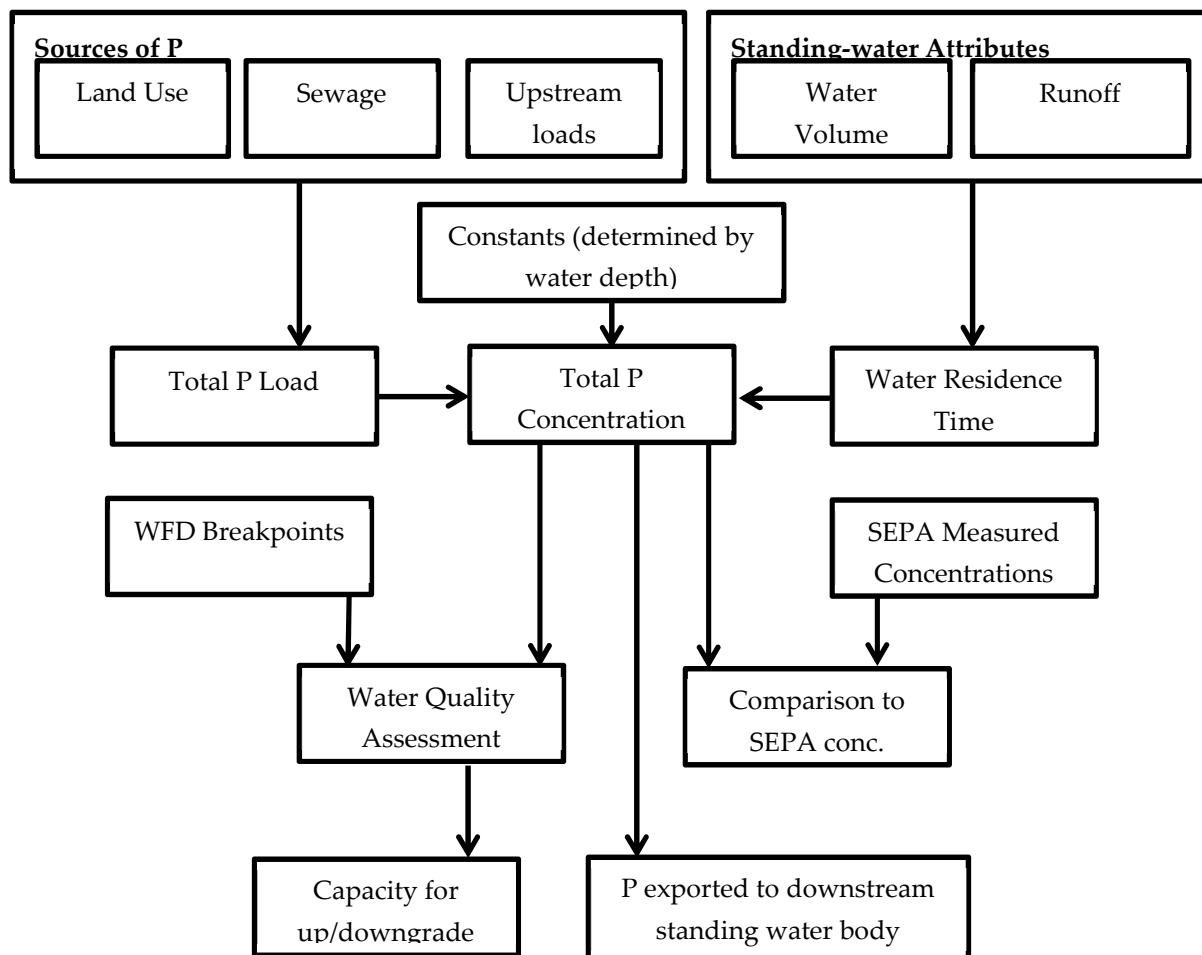 Sources of P
Land Use
Sewage
Upstream
loads
Standing-water Attributes
Water
Volume
Runoff
Constants (determined by
water depth)
Total P Load
Total P
Concentration
Water Residence
Time
WFD Breakpoints
SEPA Measured
Concentrations
Water Quality
Assessment
Comparison to
SEPA conc.
Capacity for
up/downgrade
P exported to downstream
standing water body